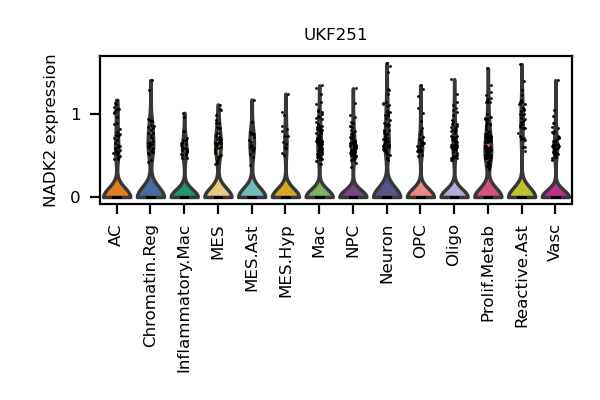 UKF251
NADK2 expression
1
0
AC
Chromatin.Reg
Inflammatory.Mac
MES
MES.Ast
MES.Hyp
Mac
NPC
Neuron
OPC
Oligo
Prolif.Metab
Reactive.Ast
Vasc